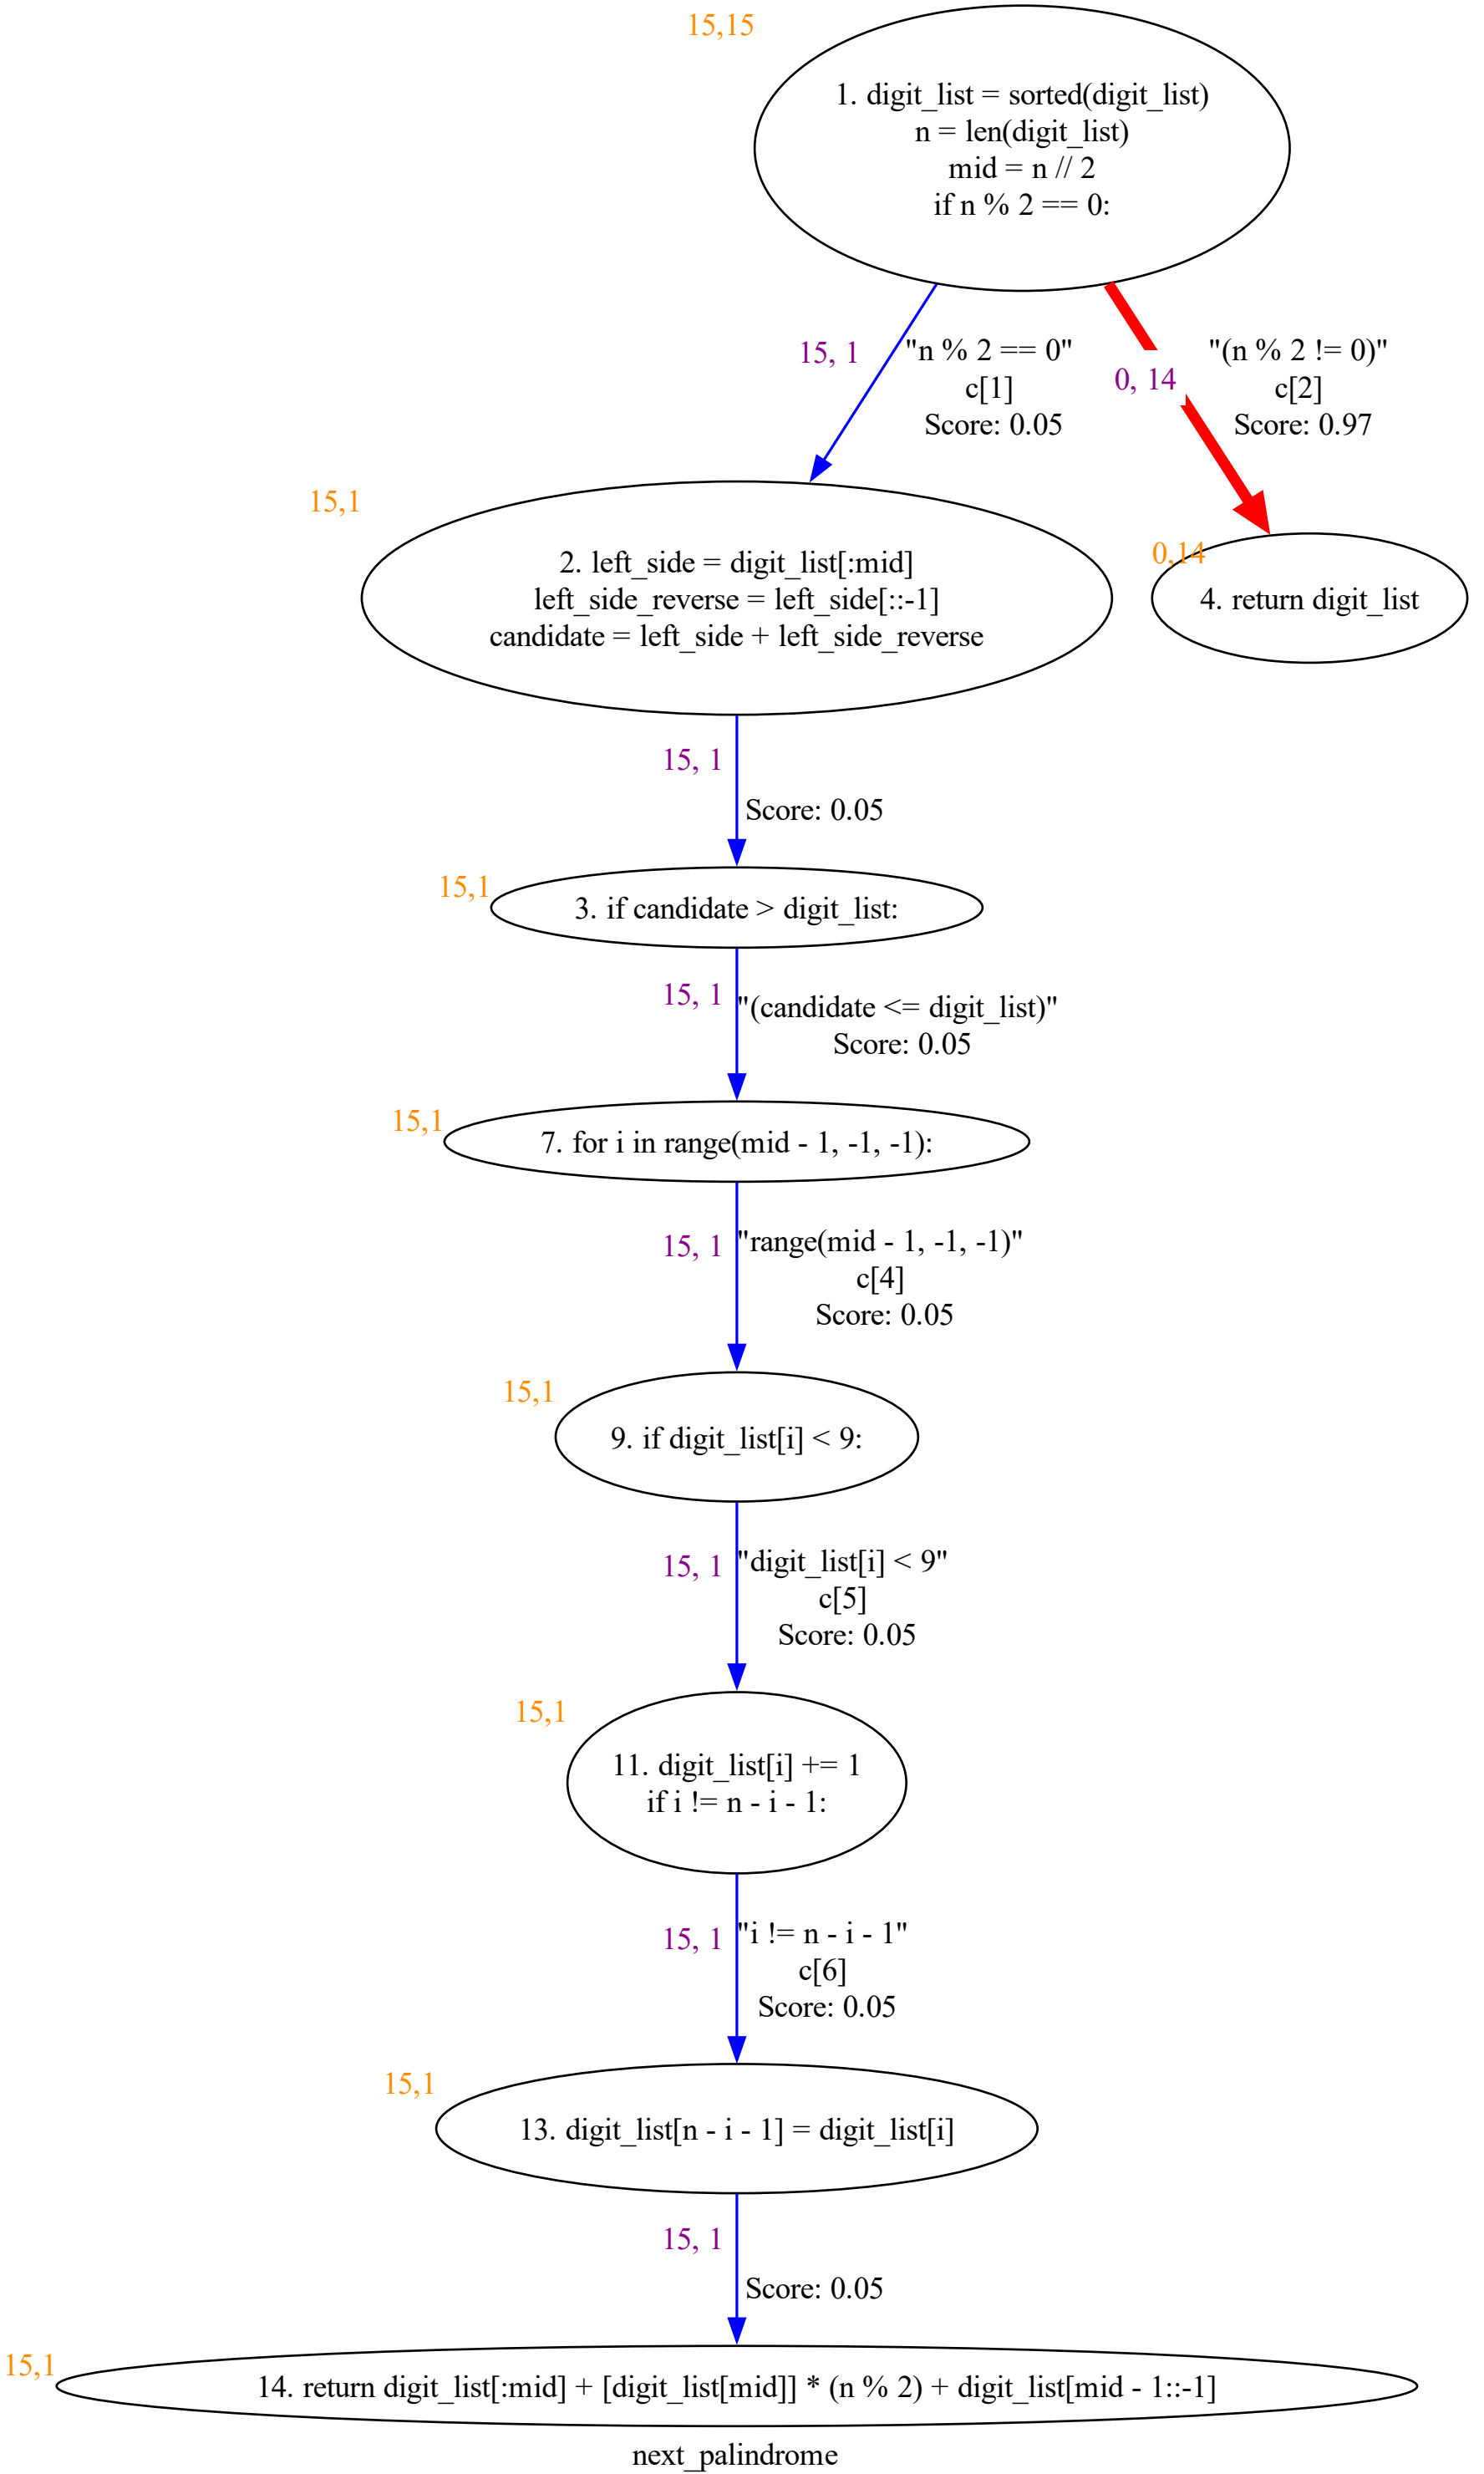 15,15
1. digit_list = sorted(digit_list)
n = len(digit_list)
mid = n // 2
if n % 2 == 0:
15, 1
"n % 2 == 0"
c[1]
Score: 0.05
0, 14
"(n % 2 != 0)"
c[2]
Score: 0.97
15,1
2. left_side = digit_list[:mid]
left_side_reverse = left_side[::-1]
candidate = left_side + left_side_reverse
0,14
4. return digit_list
15, 1
Score: 0.05
15,1
3. if candidate > digit_list:
15, 1
"(candidate <= digit_list)"
Score: 0.05
15,1
7. for i in range(mid - 1, -1, -1):
15, 1
"range(mid - 1, -1, -1)"
c[4]
Score: 0.05
15,1
9. if digit_list[i] < 9:
15, 1
"digit_list[i] < 9"
c[5]
Score: 0.05
15,1
11. digit_list[i] += 1
if i != n - i - 1:
15, 1
"i != n - i - 1"
c[6]
Score: 0.05
15,1
13. digit_list[n - i - 1] = digit_list[i]
15, 1
Score: 0.05
15,1
14. return digit_list[:mid] + [digit_list[mid]] * (n % 2) + digit_list[mid - 1::-1]
next_palindrome